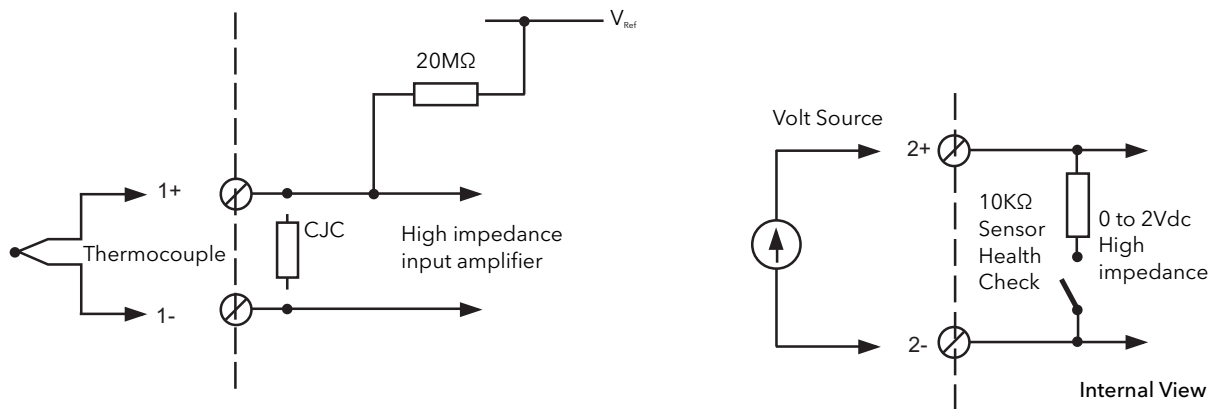 V Ref
20MΩ
1+
CJC
Thermocouple
High impedance
input amplifier
1-
Volt Source
2+
10KΩ
Sensor
Health
Check
0 to 2Vdc
High
impedance
2-
Internal View